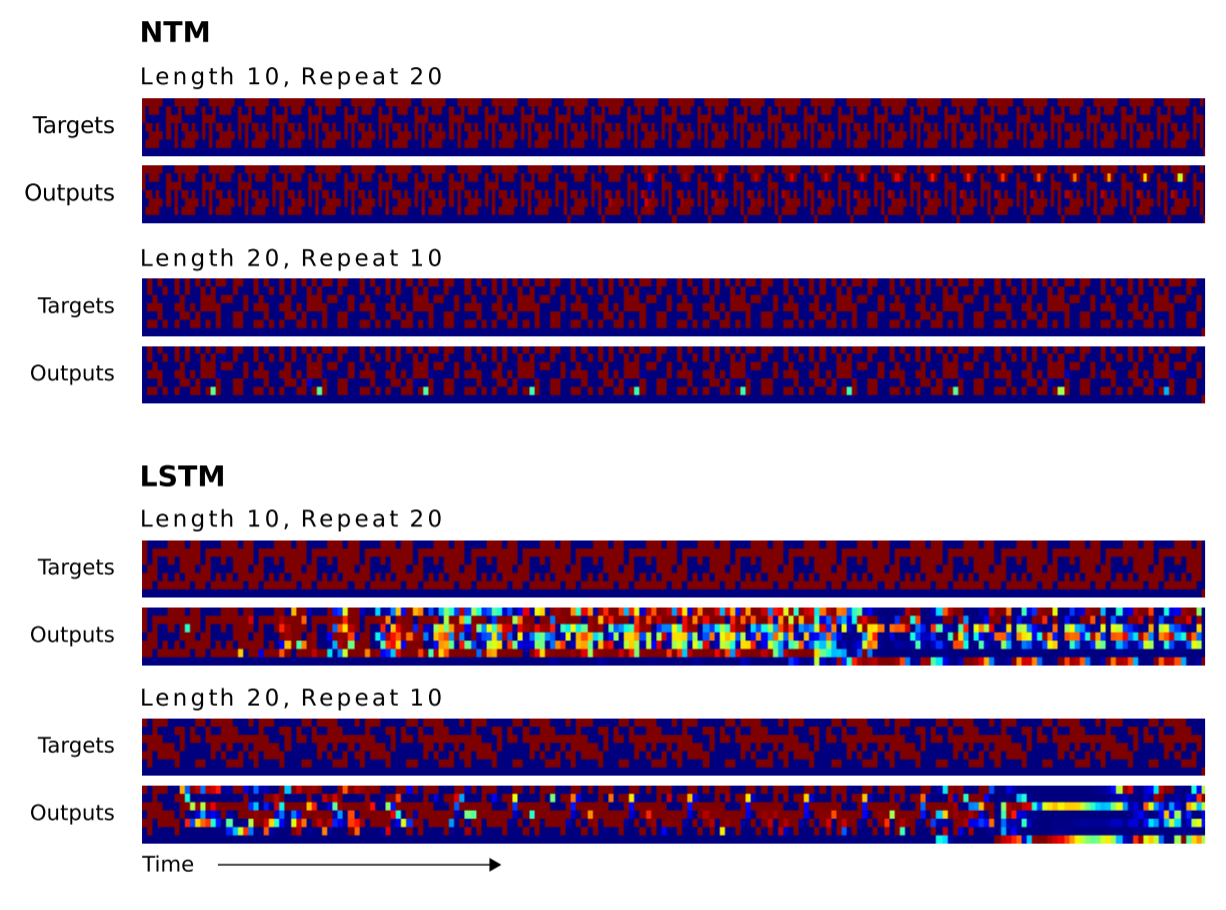 NTM
Length 10, Repeat 20
Targets
Outputs
Length 20, Repeat 10
Targets
Outputs
LSTM
Length 10, Repeat 20
Targets
Outputs
Length 20, Repeat 10
Targets
Outputs
Time